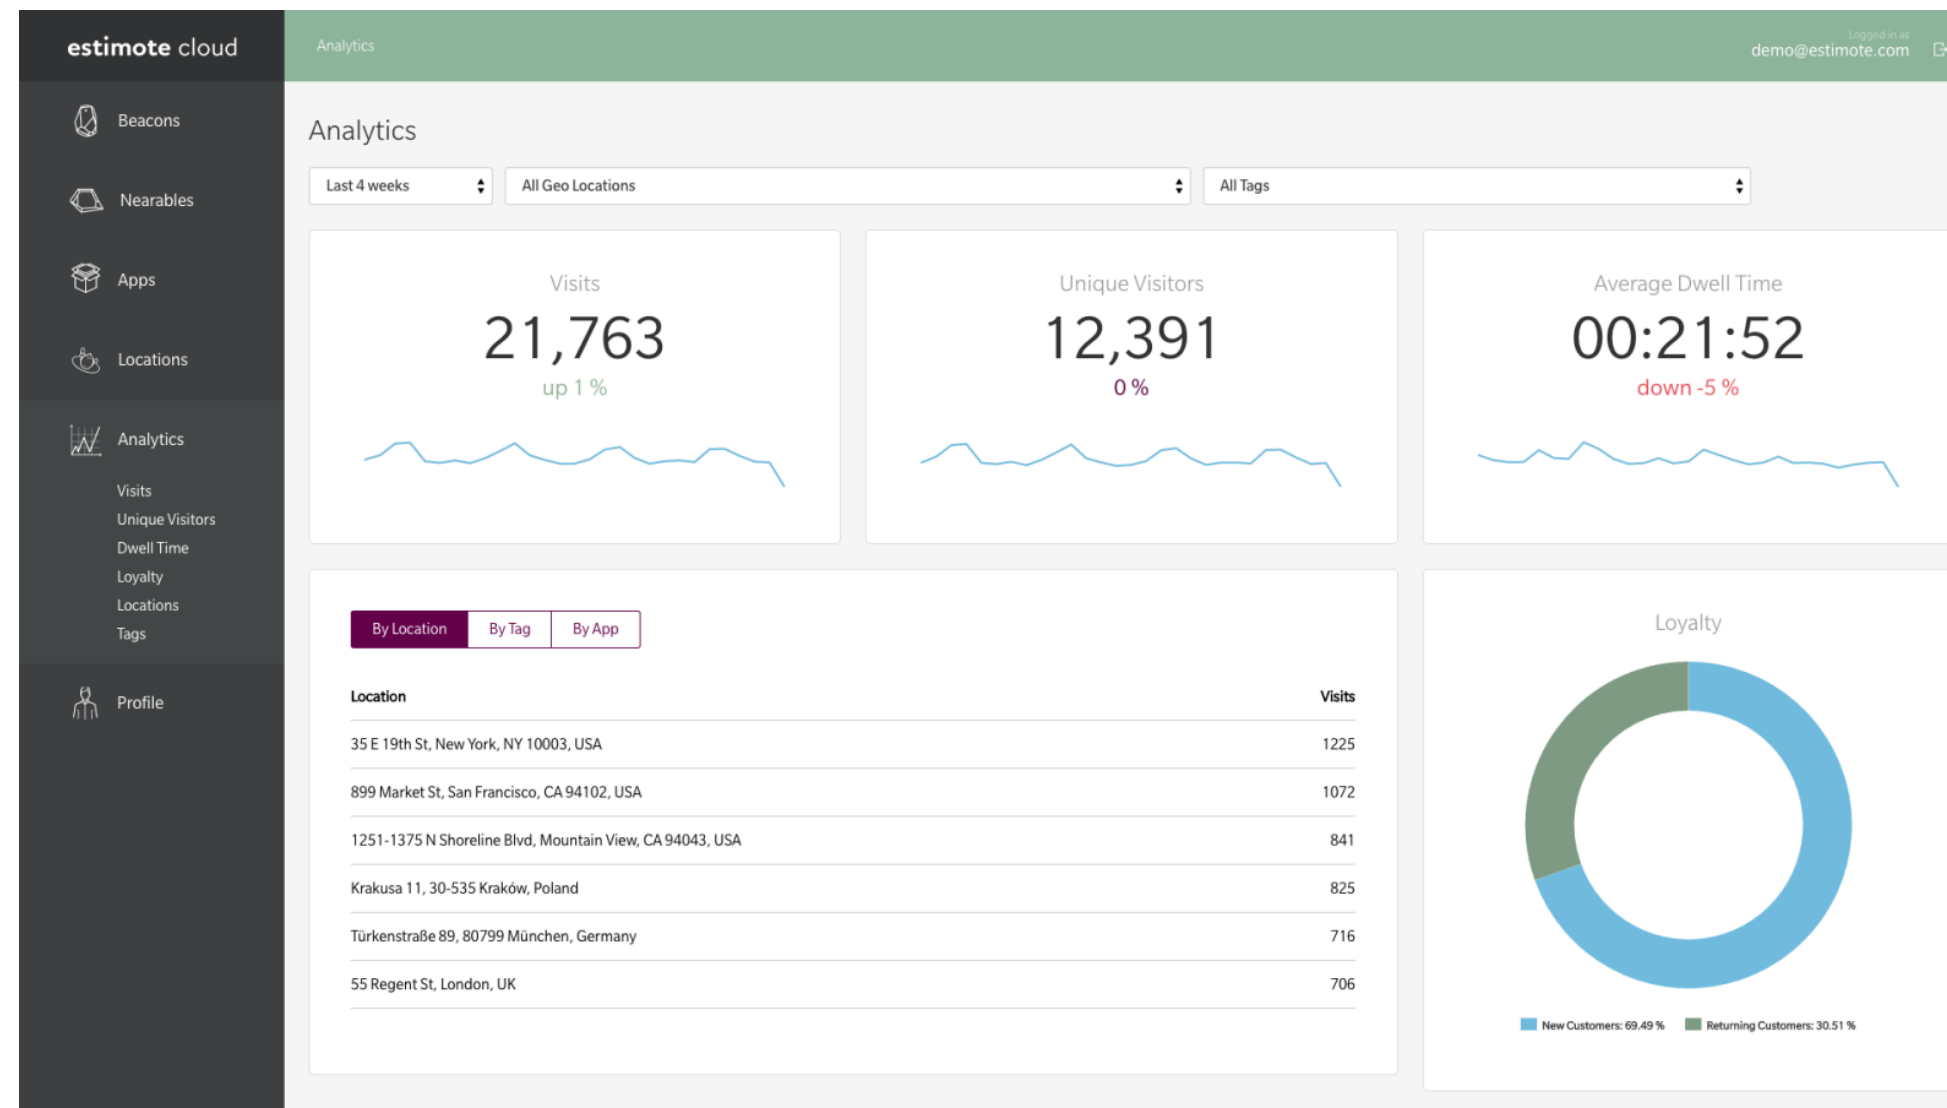 estimote cloud
Analytics
Logged in as
demo@estimote.com
Beacons
Nearables
Apps
Locations
Analytics
Visits
Unique Visitors
Dwell Time
Loyalty
Locations
Tags
Profile
Analytics
Last 4 weeks
All Geo Locations
All Tags
Visits
21,763
up 1 %
Unique Visitors
12,391
0 %
Average Dwell Time
00:21:52
down -5 %
By Location By Tag By App
Location Visits
35 E 19th St, New York, NY 10003, USA 1225
899 Market St, San Francisco, CA 94102, USA 1072
1251-1375 N Shoreline Blvd, Mountain View, CA 94043, USA 841
Krakusa 11, 30-535 Kraków, Poland 825
Türkenstraße 89, 80799 München, Germany 716
55 Regent St, London, UK 706
Loyalty
New Customers: 69.49 % Returning Customers: 30.51 %